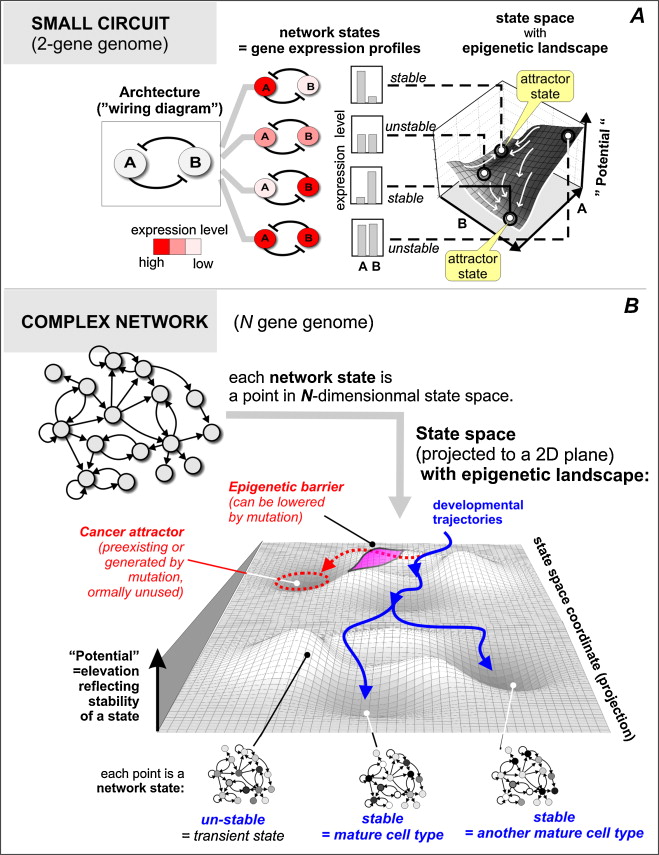 SMALL CIRCUIT
(2-gene genome)
A
network states
= gene expression profiles
state space
with
epigenetic landscape
Archtecture
("wiring diagram")
A
B
expression level
high
low
A
B
A
B
A
B
A
B
expression level
A B
stable
unstable
stable
unstable
attractor
state
attractor
state
B
A
"Potential"
COMPLEX NETWORK
(N gene genome)
B
each network state is
a point in N-dimensionmal state space.
State space
(projected to a 2D plane)
with epigenetic landscape:
Epigenetic barrier
(can be lowered
by mutation)
developmental
trajectories
Cancer attractor
(preexisting or
generated by
mutation,
ormally unused)
state space coordinate (projection)
"Potential"
=elevation
reflecting
stability
of a state
each point is a
network state:
un-stable
= transient state
stable
= mature cell type
stable
= another mature cell type